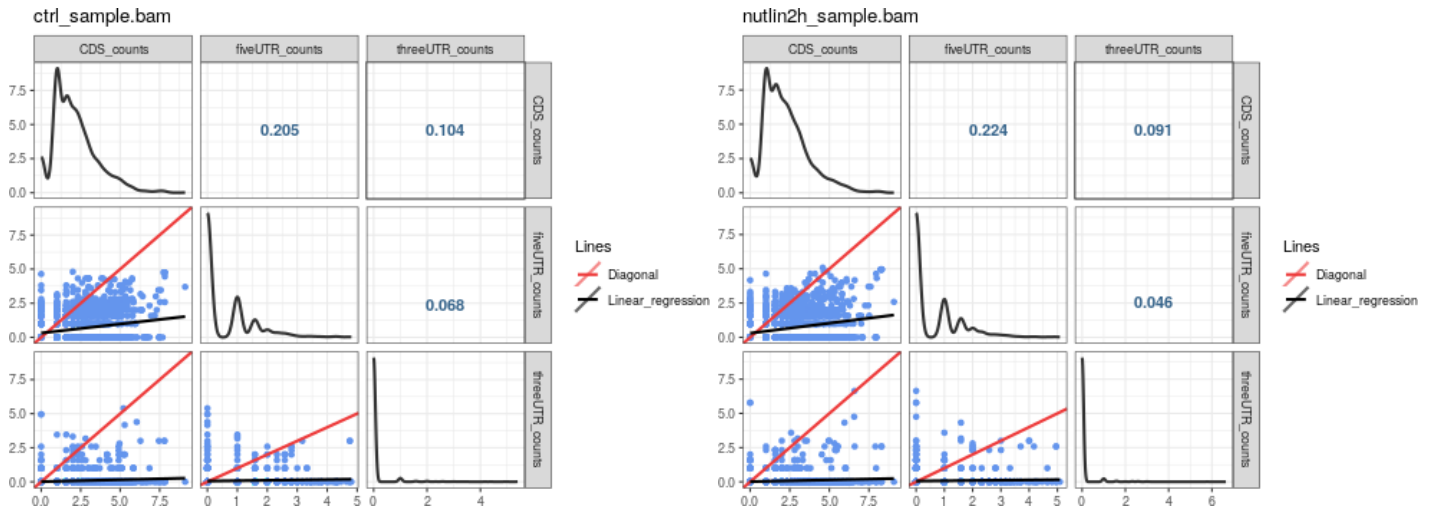 ctrl_sample.bam
CDS_counts fiveUTR_counts threeUTR_counts
7.5
5.0
2.5
0.0
0.205 0.104
CDS_counts
7.5
5.0
2.5
0.0
0.068
fiveUTR_counts
7.5
5.0
2.5
0.0
threeUTR_counts
0.0 2.5 5.0 7.5 0 1 2 3 4 5 0 2 4
Lines
Diagonal
Linear_regression
nutlin2h_sample.bam
CDS_counts fiveUTR_counts threeUTR_counts
7.5
5.0
2.5
0.0
0.224 0.091
CDS_counts
7.5
5.0
2.5
0.0
0.046
fiveUTR_counts
7.5
5.0
2.5
0.0
threeUTR_counts
0.0 2.5 5.0 7.5 0 1 2 3 4 5 0 2 4 6
Lines
Diagonal
Linear_regression